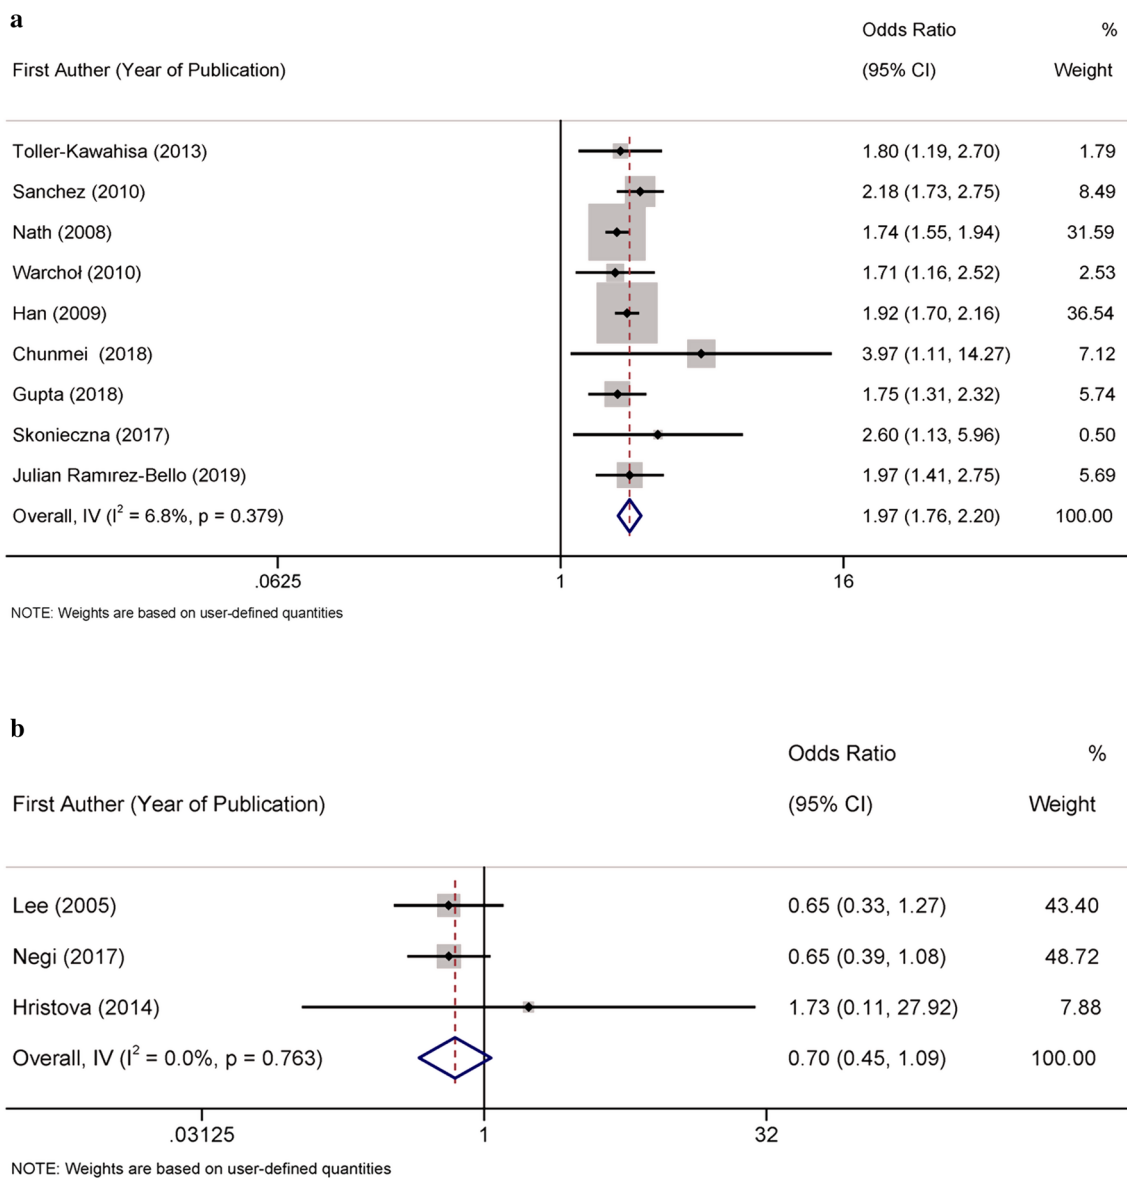 a
Odds Ratio %
First Auther (Year of Publication) (95% CI) Weight
Toller-Kawahisa (2013) 1.80 (1.19, 2.70) 1.79
Sanchez (2010) 2.18 (1.73, 2.75) 8.49
Nath (2008) 1.74 (1.55, 1.94) 31.59
Warchoł (2010) 1.71 (1.16, 2.52) 2.53
Han (2009) 1.92 (1.70, 2.16) 36.54
Chunmei (2018) 3.97 (1.11, 14.27) 7.12
Gupta (2018) 1.75 (1.31, 2.32) 5.74
Skonieczna (2017) 2.60 (1.13, 5.96) 0.50
Julian Ramırez-Bello (2019) 1.97 (1.41, 2.75) 5.69
Overall, IV (I² = 6.8%, p = 0.379) 1.97 (1.76, 2.20) 100.00
.0625 1 16
NOTE: Weights are based on user-defined quantities
b
Odds Ratio %
First Auther (Year of Publication) (95% CI) Weight
Lee (2005) 0.65 (0.33, 1.27) 43.40
Negi (2017) 0.65 (0.39, 1.08) 48.72
Hristova (2014) 1.73 (0.11, 27.92) 7.88
Overall, IV (I² = 0.0%, p = 0.763) 0.70 (0.45, 1.09) 100.00
.03125 1 32
NOTE: Weights are based on user-defined quantities